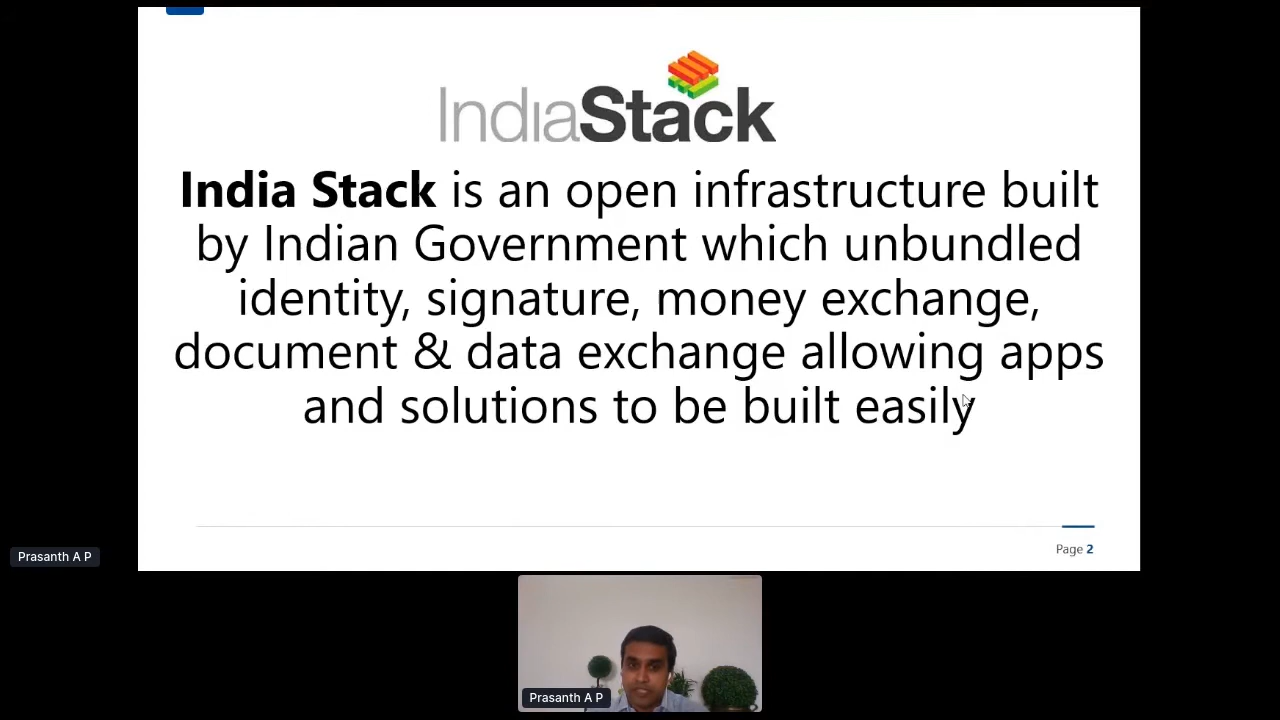 IndiaStack
India Stack is an open infrastructure built
by Indian Government which unbundled
identity, signature, money exchange,
document & data exchange allowing apps
and solutions to be built easily
Page 2
Prasanth A P
Prasanth A P